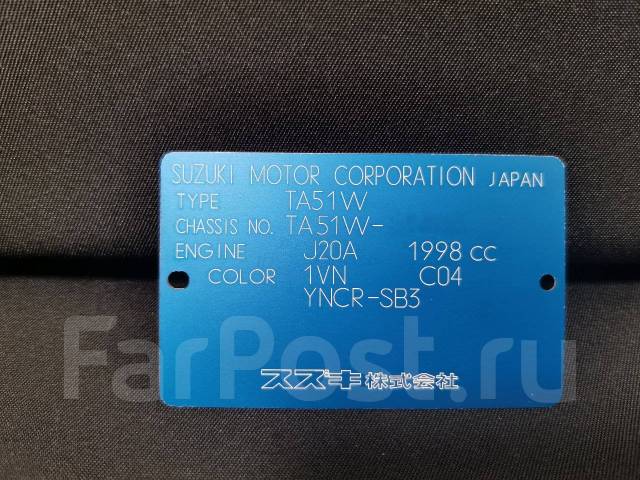 SUZUKI MOTOR CORPORATION JAPAN
TYPE TA51W
CHASSIS NO. TA51W-
ENGINE J20A 1998 CC
COLOR 1VN C04
YNCR-SB3
スズキ株式会社
FarPost.ru